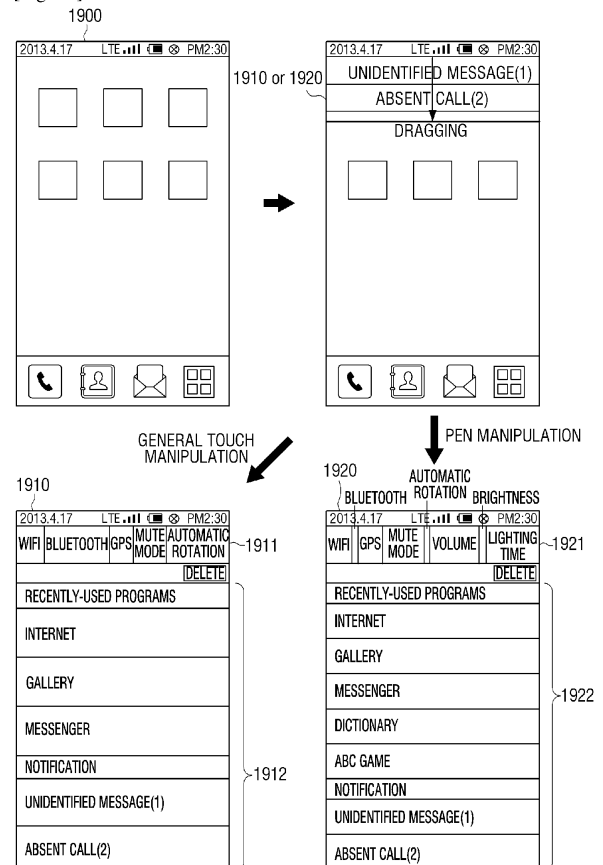 1900
2013.4.17 LTE PM2:30
2013.4.17 LTE PM2:30
1910 or 1920
UNIDENTIFIED MESSAGE(1)
ABSENT CALL(2)
DRAGGING
GENERAL TOUCH
MANIPULATION
PEN MANIPULATION
1910
2013.4.17 LTE PM2:30
WIFI BLUETOOTH GPS MUTE MODE AUTOMATIC ROTATION
1911
DELETE
RECENTLY-USED PROGRAMS
INTERNET
GALLERY
MESSENGER
NOTIFICATION
UNIDENTIFIED MESSAGE(1)
ABSENT CALL(2)
1912
1920
BLUETOOTH
AUTOMATIC
ROTATION
BRIGHTNESS
2013.4.17 LTE PM2:30
WIFI GPS MUTE MODE VOLUME LIGHTING TIME
1921
DELETE
RECENTLY-USED PROGRAMS
INTERNET
GALLERY
MESSENGER
DICTIONARY
ABC GAME
NOTIFICATION
UNIDENTIFIED MESSAGE(1)
ABSENT CALL(2)
1922